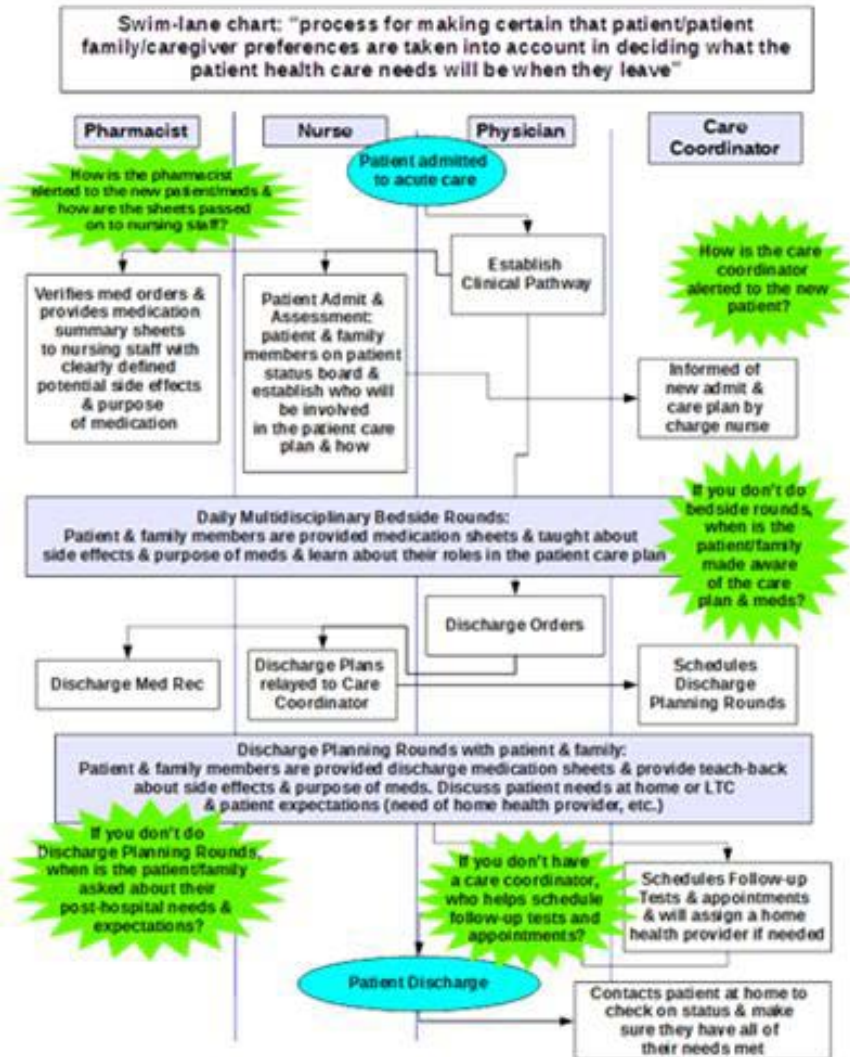 Swim-lane chart: "process for making certain that patient/patient
family/caregiver preferences are taken into account in deciding what the
patient health care needs will be when they leave"
Pharmacist
Nurse
Physician
Care
Coordinator
Patient admitted
to acute care
How is the pharmacist
alerted to the new patient/meds &
how are the sheets passed
on to nursing staff?
Establish
Clinical Pathway
How is the care
coordinator
alerted to the new
patient?
Verifies med orders &
provides medication
summary sheets
to nursing staff with
clearly defined
potential side effects
& purpose
of medication
Patient Admit &
Assessment:
patient & family
members on patient
status board &
establish who will
be involved
in the patient care
plan & how
Informed of
new admit &
care plan by
charge nurse
Daily Multidisciplinary Bedside Rounds:
Patient & family members are provided medication sheets & taught about
side effects & purpose of meds & learn about their roles in the patient care plan
If you don't do
bedside rounds,
when is the
patient/family
made aware
of the care
plan & meds?
Discharge Orders
Discharge Med Rec
Discharge Plans
relayed to Care
Coordinator
Schedules
Discharge
Planning Rounds
Discharge Planning Rounds with patient & family:
Patient & family members are provided discharge medication sheets & provide teach-back
about side effects & purpose of meds. Discuss patient needs at home or LTC
& patient expectations (need of home health provider, etc.)
If you don't do
Discharge Planning Rounds,
when is the patient/family
asked about their
post-hospital needs &
expectations?
If you don't have
a care coordinator,
who helps schedule
follow-up tests and
appointments?
Schedules Follow-up
Tests & appointments
& will assign a home
health provider if needed
Patient Discharge
Contacts patient at home to
check on status & make
sure they have all of
their needs met